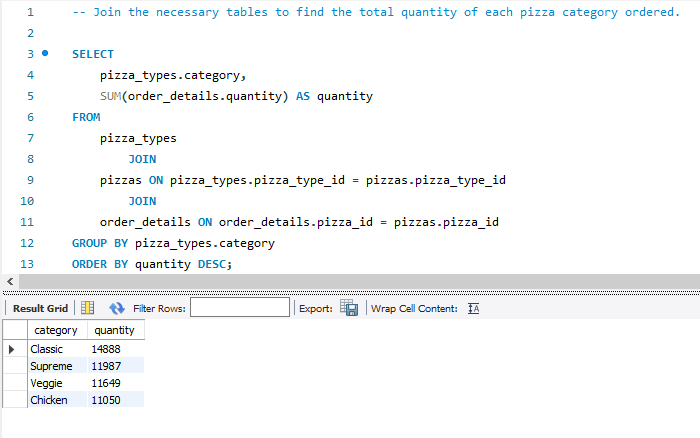 1 -- Join the necessary tables to find the total quantity of each pizza category ordered.
2
3 SELECT
4 pizza_types.category,
5 SUM(order_details.quantity) AS quantity
6 FROM
7 pizza_types
8 JOIN
9 pizzas ON pizza_types.pizza_type_id = pizzas.pizza_type_id
10 JOIN
11 order_details ON order_details.pizza_id = pizzas.pizza_id
12 GROUP BY pizza_types.category
13 ORDER BY quantity DESC;
Result Grid Filter Rows: Export: Wrap Cell Content: IA
category quantity
Classic 14888
Supreme 11987
Veggie 11649
Chicken 11050